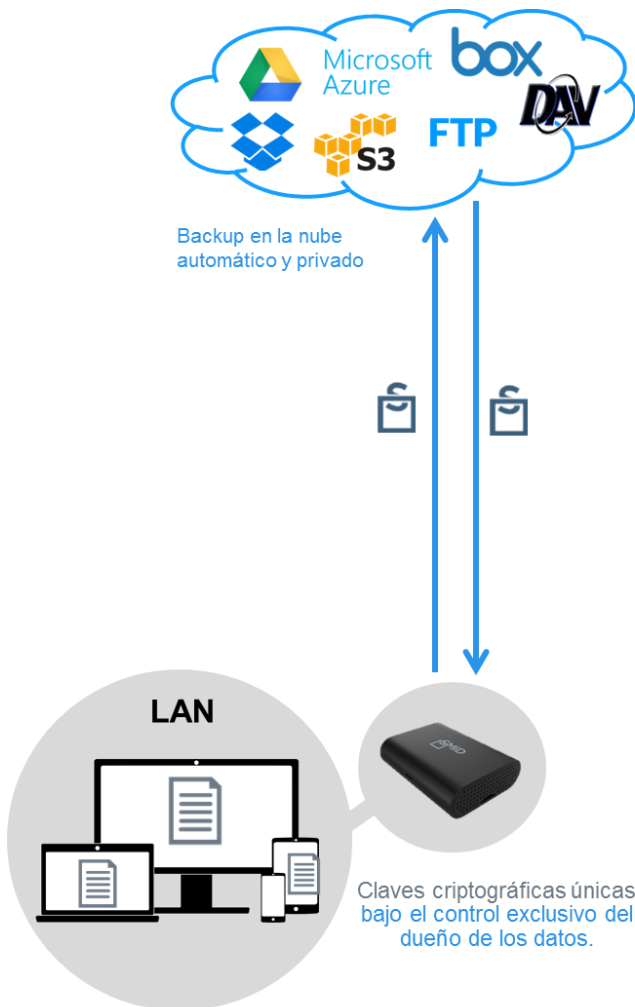 Microsoft
Azure
box
DAV
S3
FTP
Backup en la nube
automático y privado
LAN
SMiD
Claves criptográficas únicas
bajo el control exclusivo del
dueño de los datos.